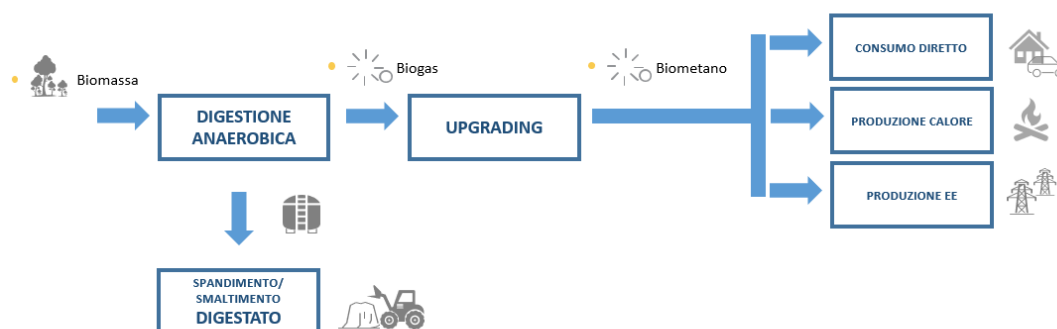 Biomassa
DIGESTIONE
ANAEROBICA
Biogas
UPGRADING
Biometano
CONSUMO DIRETTO
PRODUZIONE CALORE
PRODUZIONE EE
SPANDIMENTO/
SMALTIMENTO
DIGESTATO